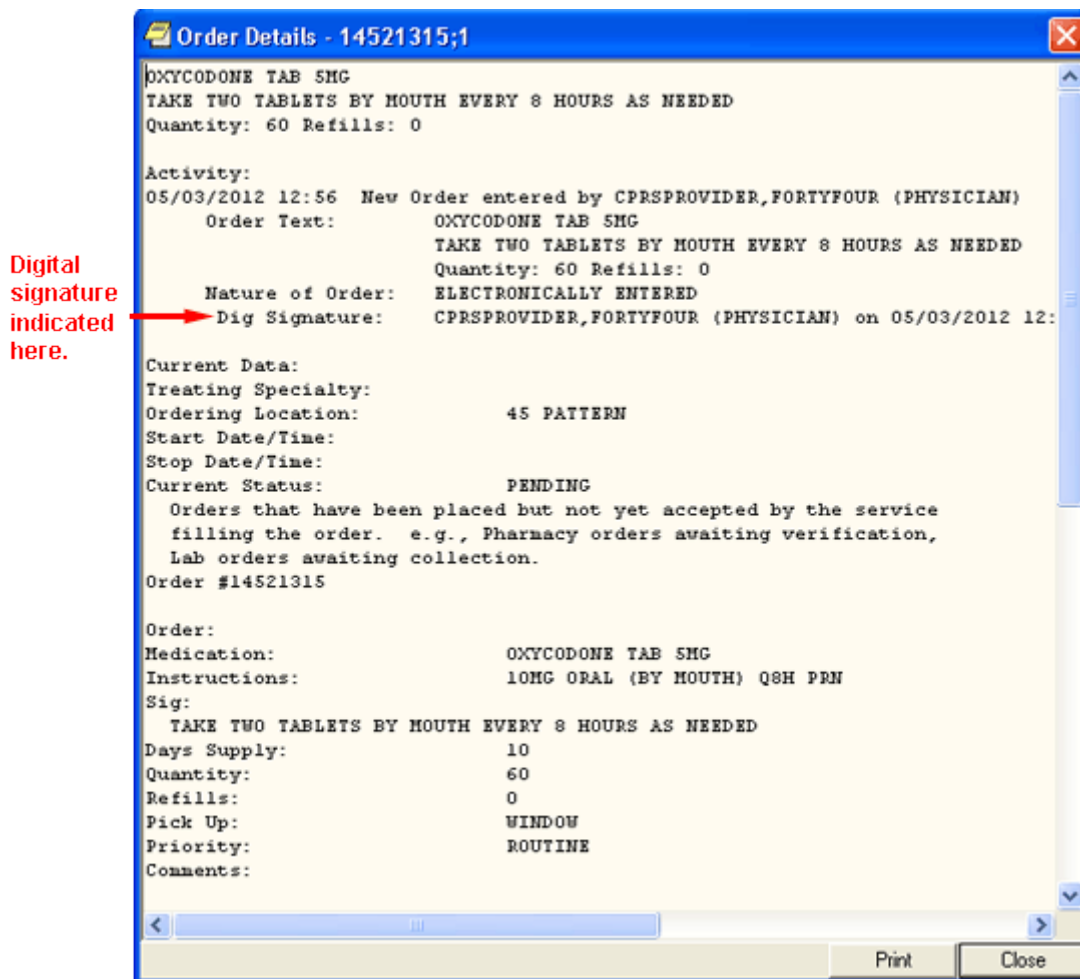 Order Details - 14521315;1
OXYCODONE TAB 5MG
TAKE TWO TABLETS BY MOUTH EVERY 8 HOURS AS NEEDED
Quantity: 60 Refills: 0
Activity:
05/03/2012 12:56 New Order entered by CPRSPROVIDER,FORTYFOUR (PHYSICIAN)
Order Text: OXYCODONE TAB 5MG
TAKE TWO TABLETS BY MOUTH EVERY 8 HOURS AS NEEDED
Quantity: 60 Refills: 0
Nature of Order: ELECTRONICALLY ENTERED
Dig Signature: CPRSPROVIDER,FORTYFOUR (PHYSICIAN) on 05/03/2012 12:
Digital
signature
indicated
here.
Current Data:
Treating Specialty:
Ordering Location: 45 PATTERN
Start Date/Time:
Stop Date/Time:
Current Status: PENDING
Orders that have been placed but not yet accepted by the service
filling the order. e.g., Pharmacy orders awaiting verification,
Lab orders awaiting collection.
Order #14521315
Order:
Medication: OXYCODONE TAB 5MG
Instructions: 10MG ORAL (BY MOUTH) Q8H PRN
Sig:
TAKE TWO TABLETS BY MOUTH EVERY 8 HOURS AS NEEDED
Days Supply: 10
Quantity: 60
Refills: 0
Pick Up: WINDOW
Priority: ROUTINE
Comments:
Print Close